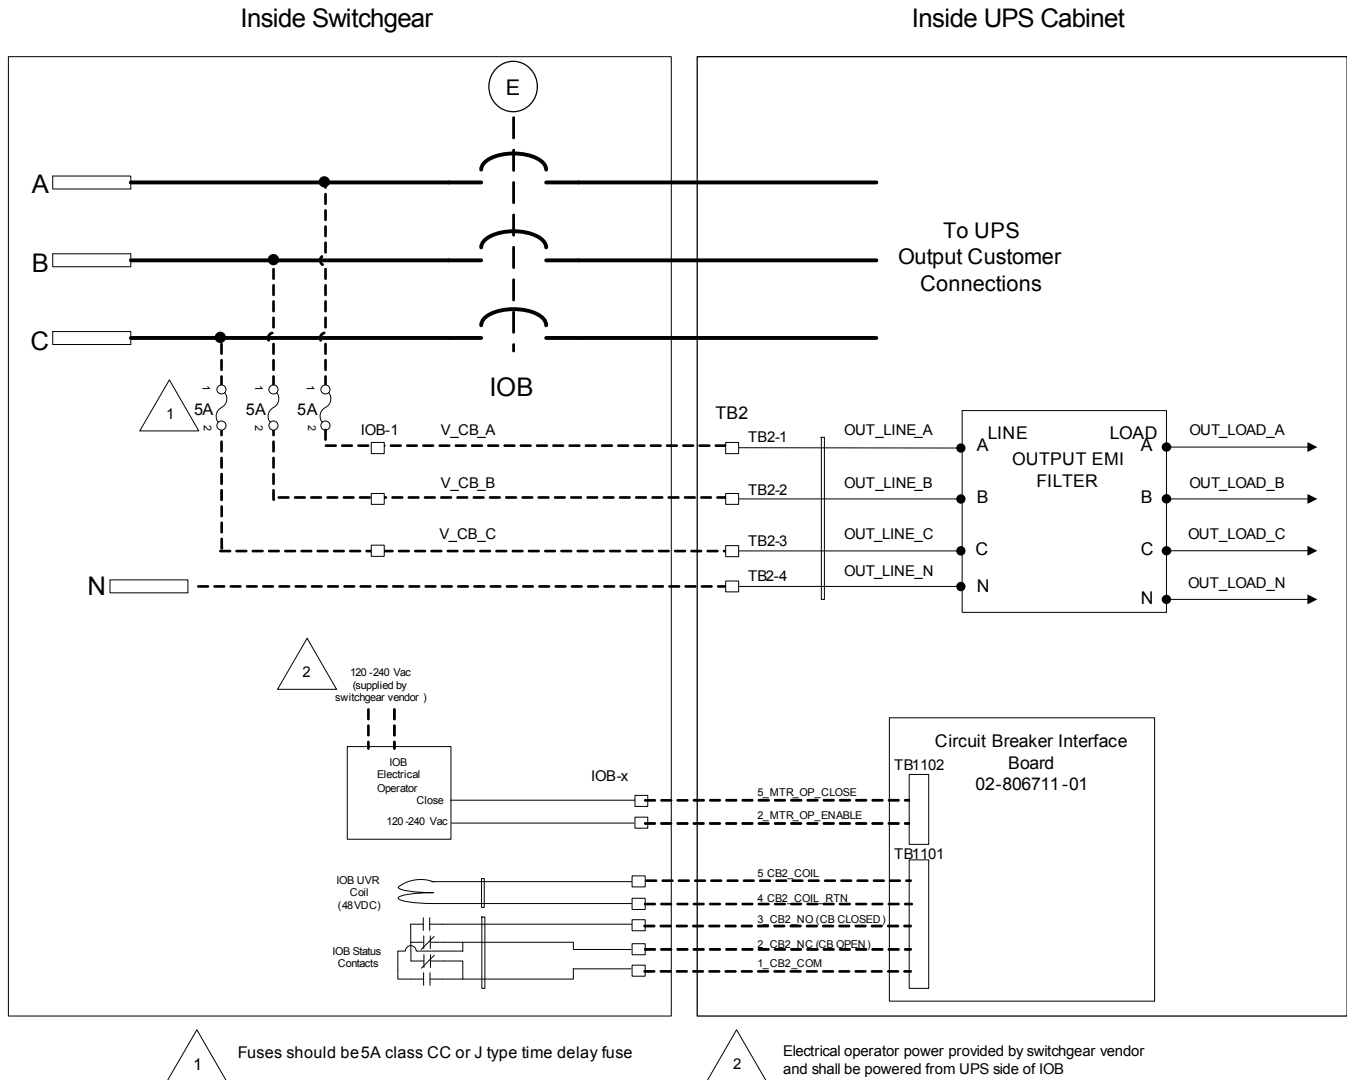 Inside Switchgear
Inside UPS Cabinet
E
A
B
C
To UPS
Output Customer
Connections
IOB
1
1
1
1
5A
5A
5A
2
2
2
IOB-1
V_CB_A
V_CB_B
V_CB_C
N
TB2
TB2-1
TB2-2
TB2-3
TB2-4
OUT_LINE_A
OUT_LINE_B
OUT_LINE_C
OUT_LINE_N
LINE
LOAD
A
A
OUTPUT EMI
FILTER
B
B
C
C
N
N
OUT_LOAD_A
OUT_LOAD_B
OUT_LOAD_C
OUT_LOAD_N
2
120-240 Vac
(supplied by
switchgear vendor )
IOB
Electrical
Operator
Close
120-240 Vac
IOB-x
5_MTR_OP_CLOSE
2_MTR_OP_ENABLE
Circuit Breaker Interface
Board
02-806711-01
TB1102
TB1101
IOB UVR
Coil
(48VDC)
5 CB2_COIL
4 CB2_COIL_RTN
3_CB2_NO (CB CLOSED)
2_CB2_NC (CB OPEN)
1_CB2_COM
IOB Status
Contacts
1
Fuses should be 5A class CC or J type time delay fuse
2
Electrical operator power provided by switchgear vendor
and shall be powered from UPS side of IOB